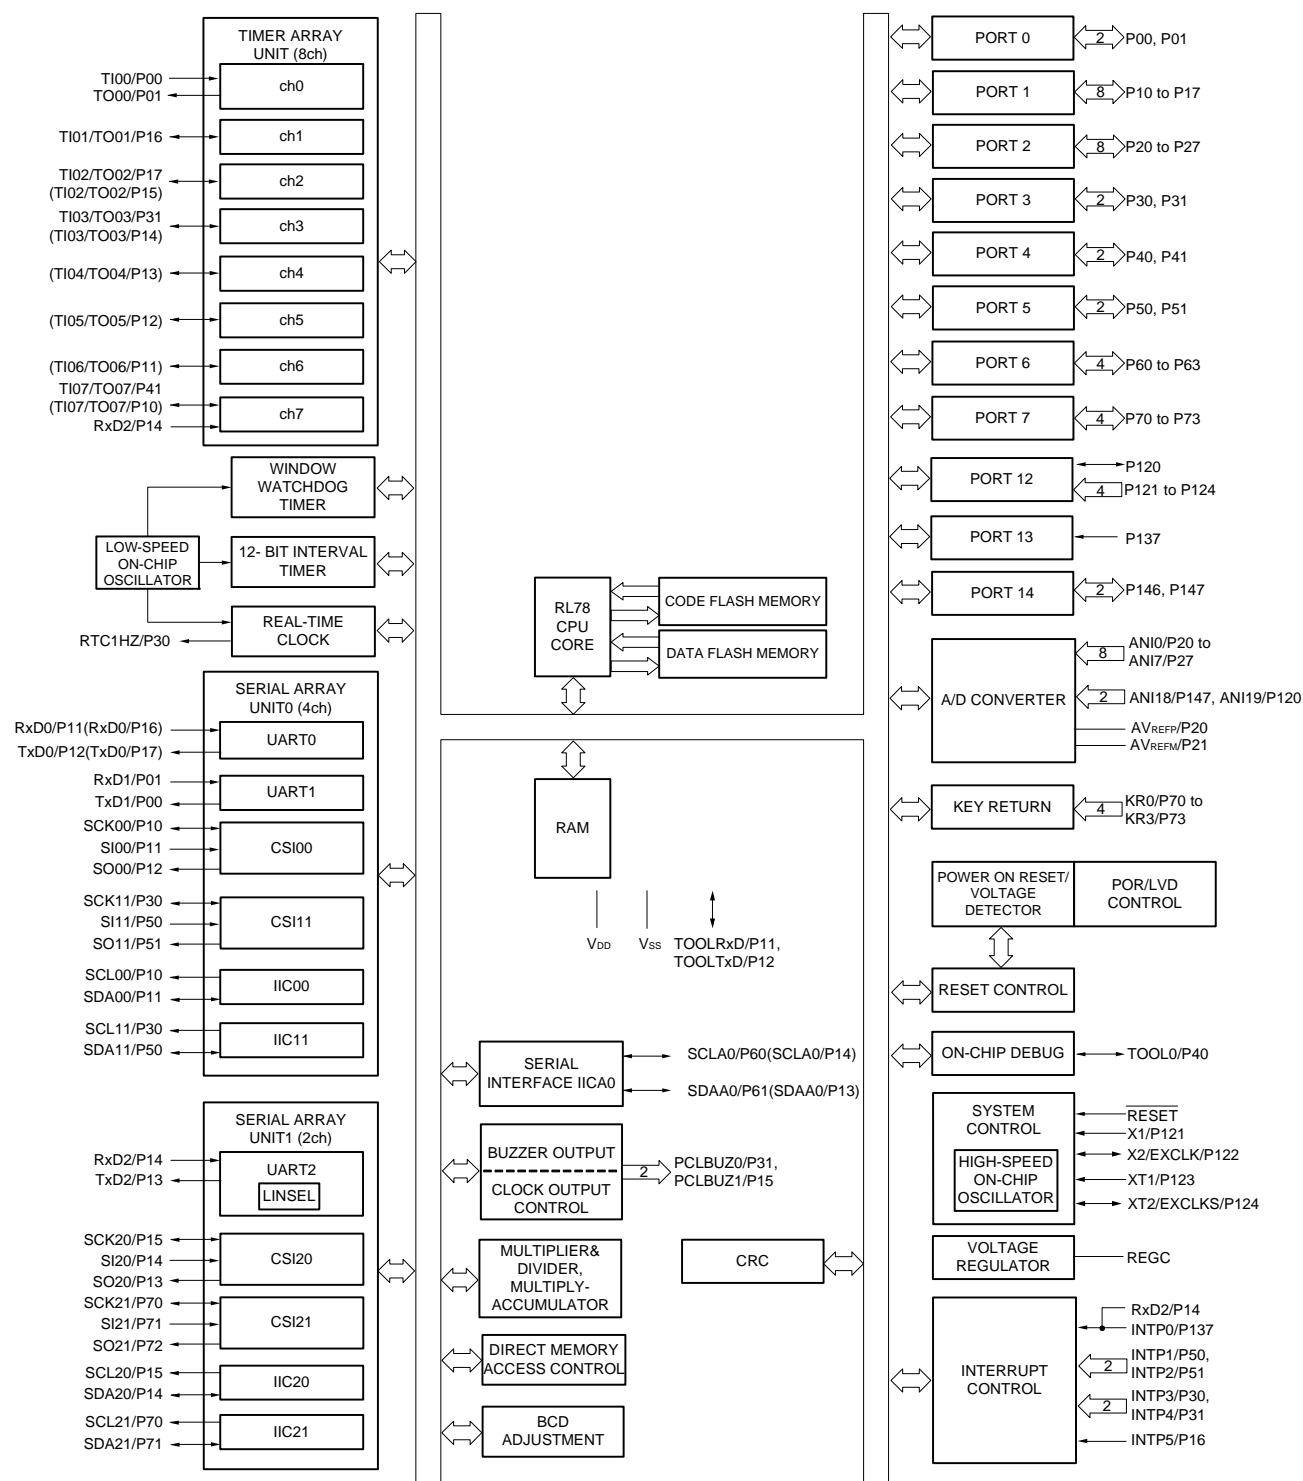 TIMER ARRAY
UNIT (8ch)
TI00/P00
TO00/P01
ch0
TI01/TO01/P16
ch1
TI02/TO02/P17
(TI02/TO02/P15)
ch2
TI03/TO03/P31
(TI03/TO03/P14)
ch3
(TI04/TO04/P13)
ch4
(TI05/TO05/P12)
ch5
(TI06/TO06/P11)
ch6
TI07/TO07/P41
(TI07/TO07/P10)
RxD2/P14
ch7
WINDOW
WATCHDOG
TIMER
LOW-SPEED
ON-CHIP
OSCILLATOR
12- BIT INTERVAL
TIMER
REAL-TIME
CLOCK
RTC1HZ/P30
SERIAL ARRAY
UNIT0 (4ch)
RxD0/P11(RxD0/P16)
TxD0/P12(TxD0/P17)
UART0
RxD1/P01
TxD1/P00
UART1
SCK00/P10
SI00/P11
SO00/P12
CSI00
SCK11/P30
SI11/P50
SO11/P51
CSI11
SCL00/P10
SDA00/P11
IIC00
SCL11/P30
SDA11/P50
IIC11
SERIAL ARRAY
UNIT1 (2ch)
RxD2/P14
TxD2/P13
UART2
LINSEL
SCK20/P15
SI20/P14
SO20/P13
CSI20
SCK21/P70
SI21/P71
SO21/P72
CSI21
SCL20/P15
SDA20/P14
IIC20
SCL21/P70
SDA21/P71
IIC21
RL78
CPU
CORE
CODE FLASH MEMORY
DATA FLASH MEMORY
RAM
VDD
VSS
TOOLRxD/P11,
TOOLTxD/P12
SERIAL
INTERFACE IICA0
SCLA0/P60(SCLA0/P14)
SDAA0/P61(SDAA0/P13)
BUZZER OUTPUT
CLOCK OUTPUT
CONTROL
2
PCLBUZ0/P31,
PCLBUZ1/P15
MULTIPLIER&
DIVIDER,
MULTIPLY-
ACCUMULATOR
CRC
DIRECT MEMORY
ACCESS CONTROL
BCD
ADJUSTMENT
PORT 0
2
P00, P01
PORT 1
8
P10 to P17
PORT 2
8
P20 to P27
PORT 3
2
P30, P31
PORT 4
2
P40, P41
PORT 5
2
P50, P51
PORT 6
4
P60 to P63
PORT 7
4
P70 to P73
PORT 12
P120
4
P121 to P124
PORT 13
P137
PORT 14
2
P146, P147
A/D CONVERTER
8
ANI0/P20 to
ANI7/P27
2
ANI18/P147, ANI19/P120
AVREFP/P20
AVREFM/P21
KEY RETURN
4
KR0/P70 to
KR3/P73
POWER ON RESET/
VOLTAGE
DETECTOR
POR/LVD
CONTROL
RESET CONTROL
ON-CHIP DEBUG
TOOL0/P40
SYSTEM
CONTROL
HIGH-SPEED
ON-CHIP
OSCILLATOR
RESET
X1/P121
X2/EXCLK/P122
XT1/P123
XT2/EXCLKS/P124
VOLTAGE
REGULATOR
REGC
INTERRUPT
CONTROL
RxD2/P14
INTP0/P137
2
INTP1/P50,
INTP2/P51
2
INTP3/P30,
INTP4/P31
INTP5/P16